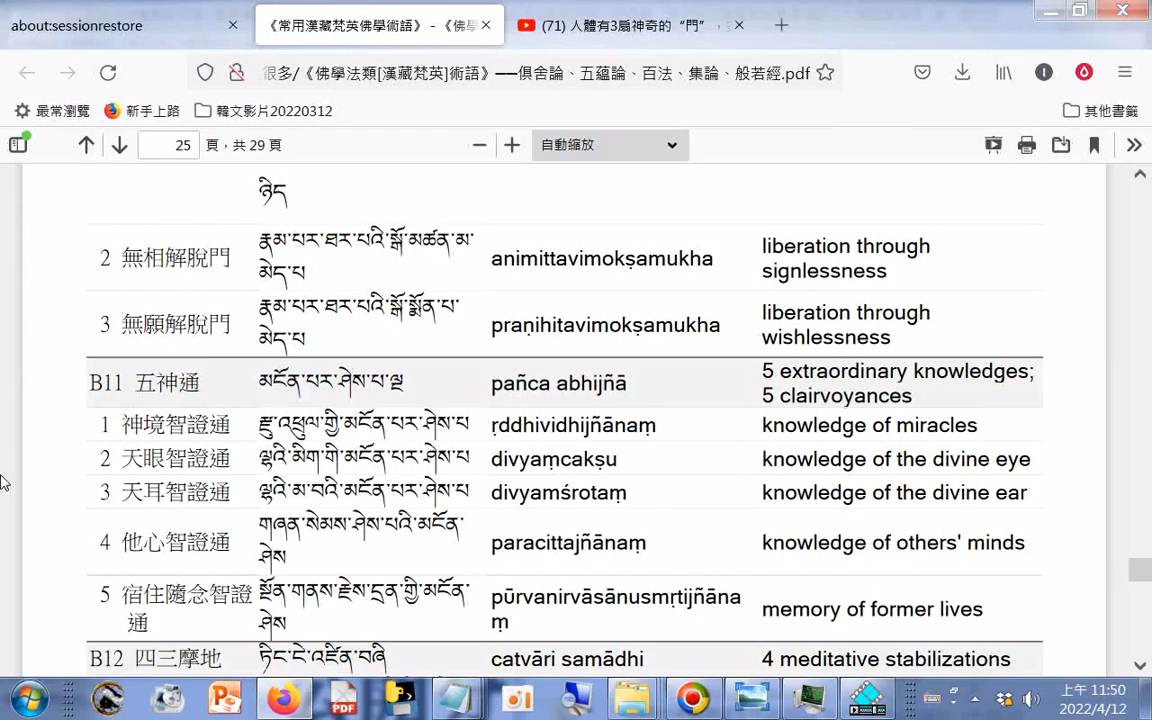 about:sessionrestore
《常用漢藏梵英佛學術語》 - 《佛學
(71) 人體有3扇神奇的 “門”
很多/《佛學法類[漢藏梵英]術語》──俱舍論、五蘊論、百法、集論、般若經.pdf
最常瀏覽 新手上路 韓文影片20220312 其他書籤
25 頁，共 29 頁 自動縮放
ཉིད
2 無相解脫門 རྣམ་པར་ཐར་པའི་སྒོ་མཚན་མ་ animittavimokṣamukha liberation through
མེད་པ signlessness
3 無願解脫門 རྣམ་པར་ཐར་པའི་སྒོ་སྨོན་པ་ praṇihitavimokṣamukha liberation through
མེད་པ wishlessness
B11 五神通 མངོན་པར་ཤེས་པ་ལྔ pañca abhijñā 5 extraordinary knowledges;
5 clairvoyances
1 神境智證通 རྫུ་འཕྲུལ་གྱི་མངོན་པར་ཤེས་པ ṛddhividhijñānaṃ knowledge of miracles
2 天眼智證通 ལྷའི་མིག་གི་མངོན་པར་ཤེས་པ divyaṃcakṣu knowledge of the divine eye
3 天耳智證通 ལྷའི་མ་བའི་མངོན་པར་ཤེས་པ divyamśrotaṃ knowledge of the divine ear
4 他心智證通 གཞན་སེམས་ཤེས་པའི་མངོན་ paracittajñānaṃ knowledge of others' minds
ཤེས
5 宿住隨念智證 སྔོན་གནས་རྗེས་དྲན་གྱི་མངོན་ pūrvanirvāsānusmṛtijñāna memory of former lives
通 ཤེས ṃ
B12 四三摩地 ཏིང་ངེ་འཛིན་བཞི catvāri samādhi 4 meditative stabilizations
上午 11:50
2022/4/12